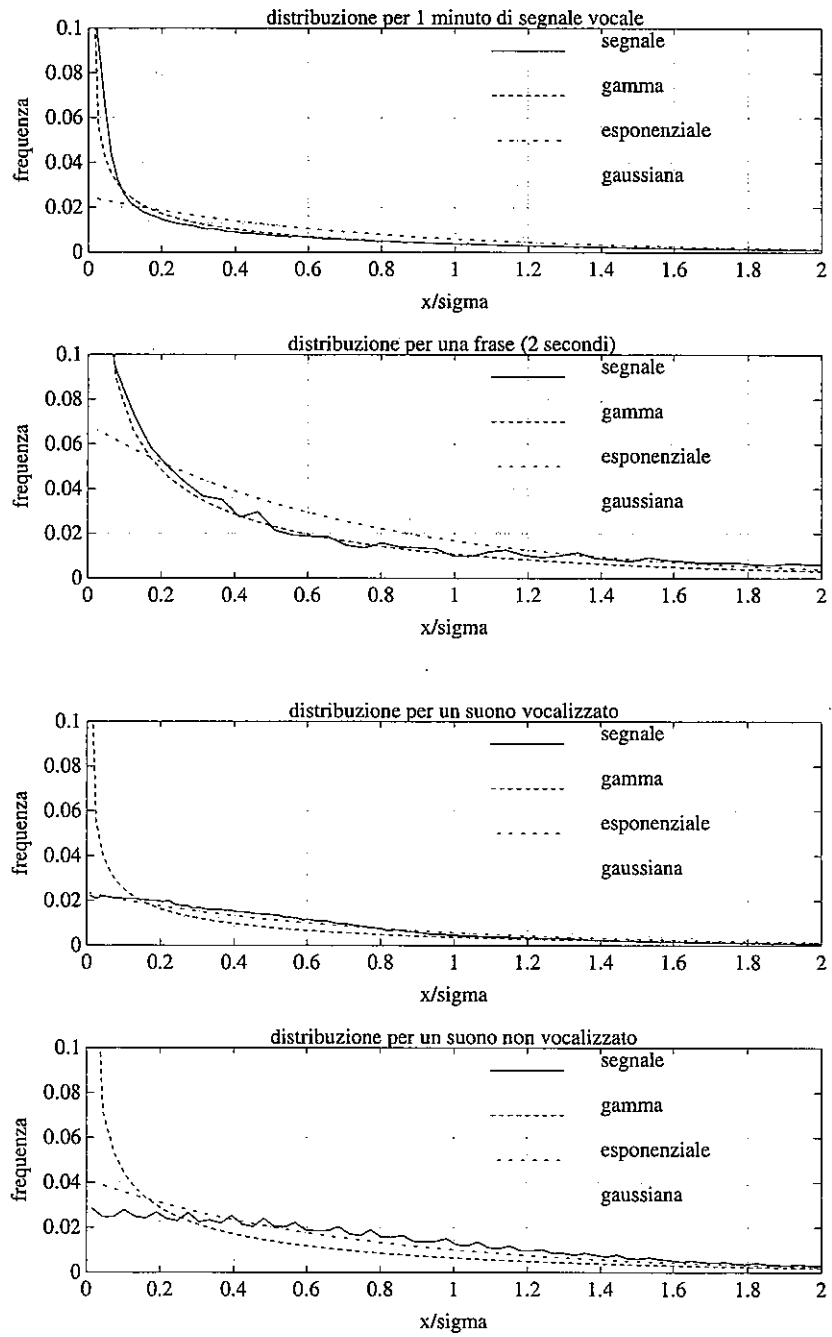 distribuzione per 1 minuto di segnale vocale
0.1
0.08
0.06
0.04
0.02
0
frequenza
segnale
gamma
esponenziale
gaussiana
0 0.2 0.4 0.6 0.8 1 1.2 1.4 1.6 1.8 2
x/sigma
distribuzione per una frase (2 secondi)
0.1
0.08
0.06
0.04
0.02
0
frequenza
segnale
gamma
esponenziale
gaussiana
0 0.2 0.4 0.6 0.8 1 1.2 1.4 1.6 1.8 2
x/sigma
distribuzione per un suono vocalizzato
0.1
0.08
0.06
0.04
0.02
0
frequenza
segnale
gamma
esponenziale
gaussiana
0 0.2 0.4 0.6 0.8 1 1.2 1.4 1.6 1.8 2
x/sigma
distribuzione per un suono non vocalizzato
0.1
0.08
0.06
0.04
0.02
0
frequenza
segnale
gamma
esponenziale
gaussiana
0 0.2 0.4 0.6 0.8 1 1.2 1.4 1.6 1.8 2
x/sigma